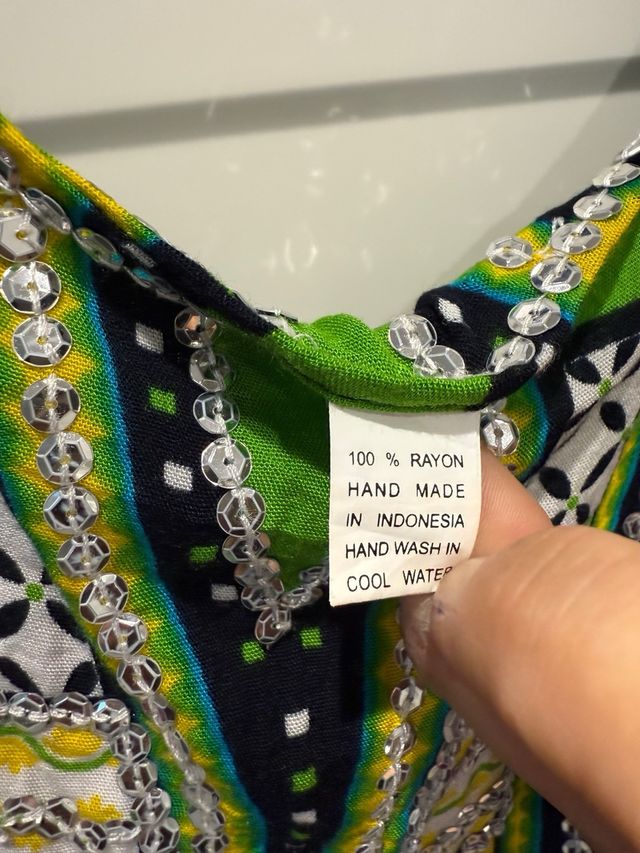 100 % RAYON
HAND MADE
IN INDONESIA
HAND WASH IN
COOL WATER